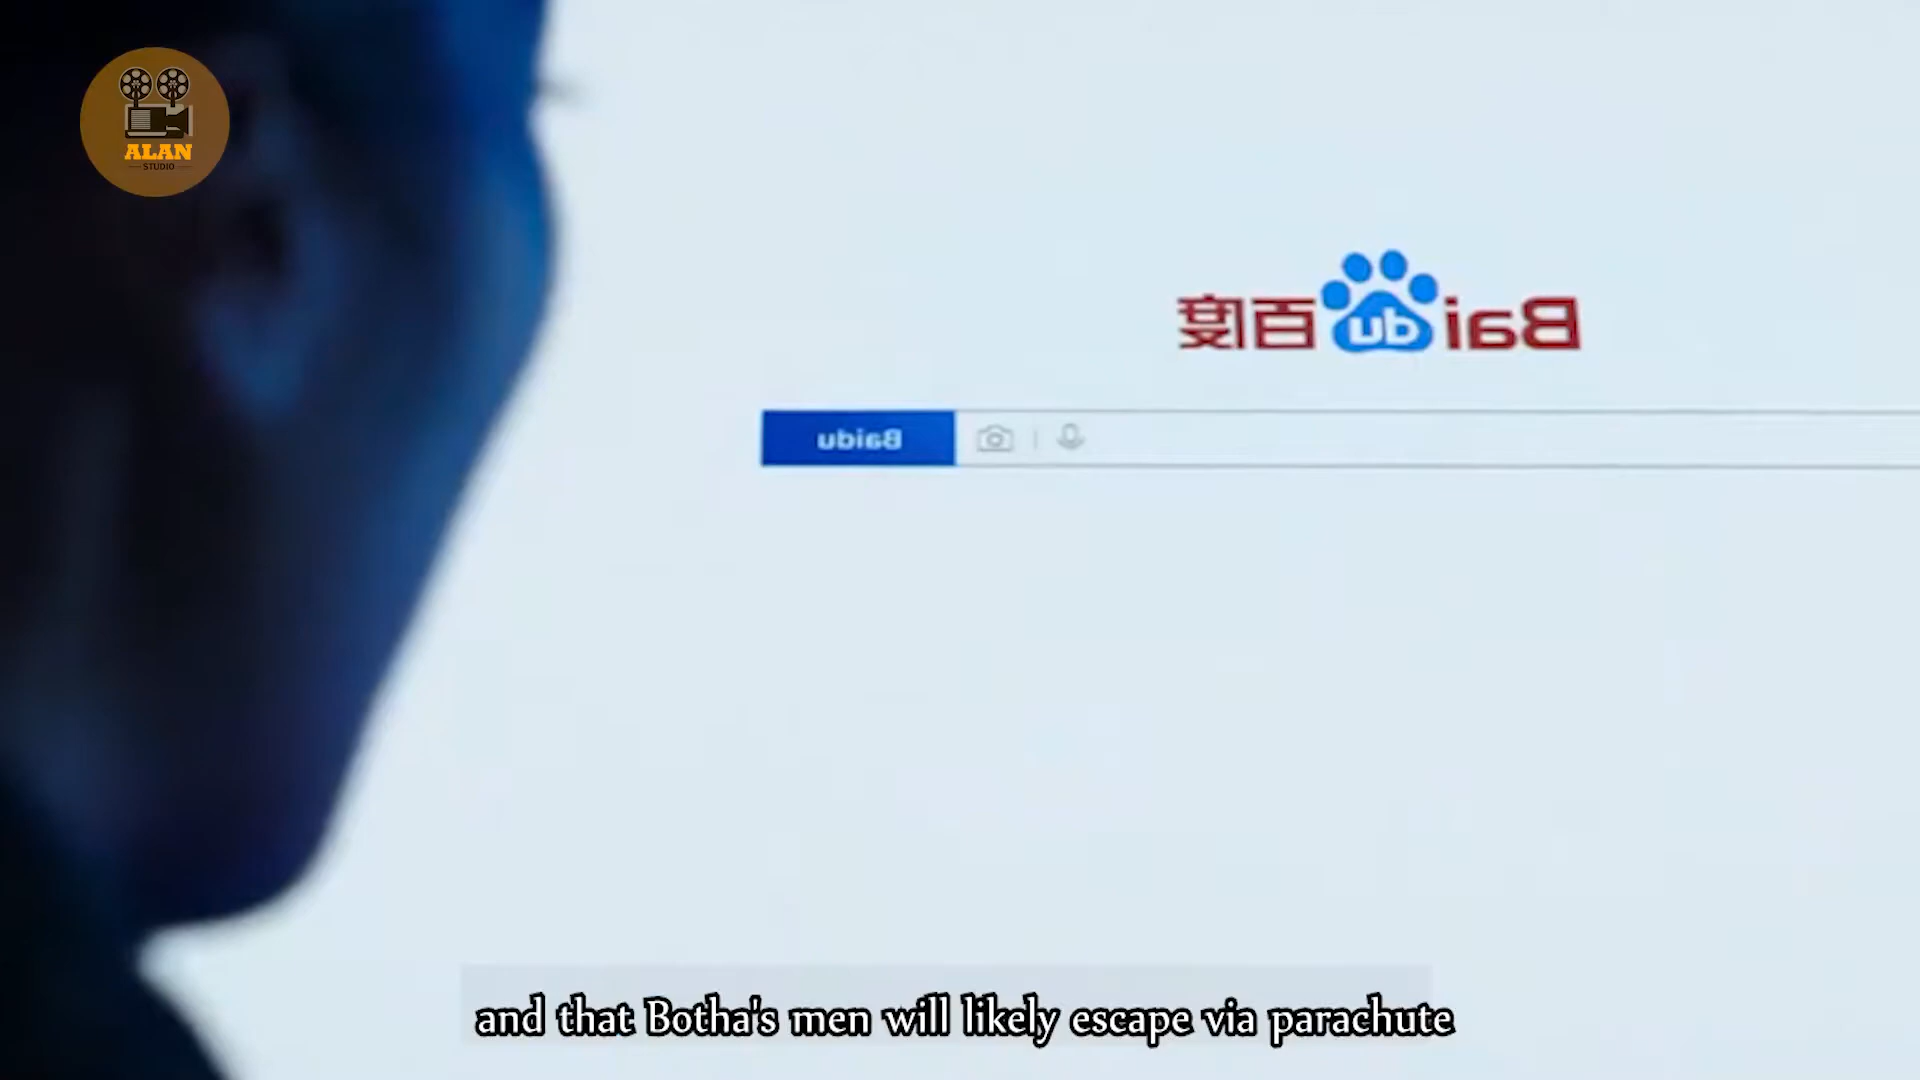 ALAN
STUDIO
Bai du 百度
Baidu
and that Botha's men will likely escape via parachute